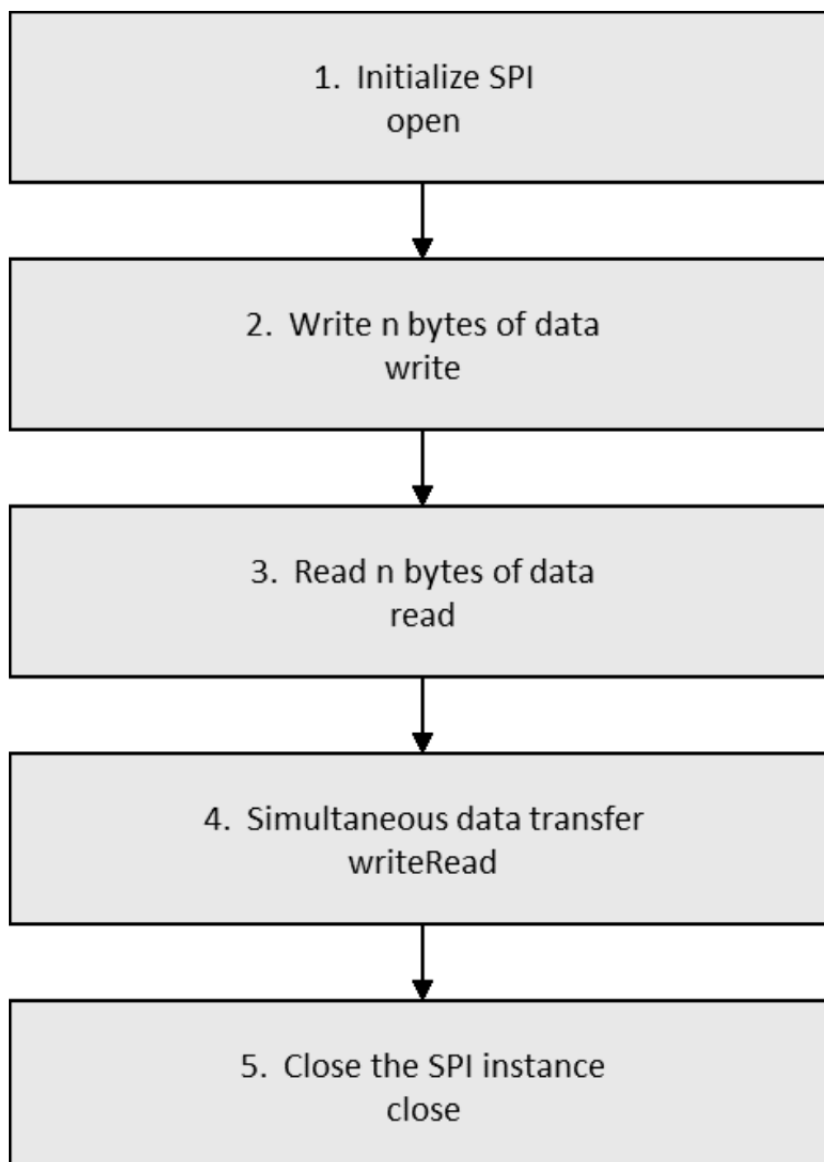 1. Initialize SPI
open
2. Write n bytes of data
write
3. Read n bytes of data
read
4. Simultaneous data transfer
writeRead
5. Close the SPI instance
close